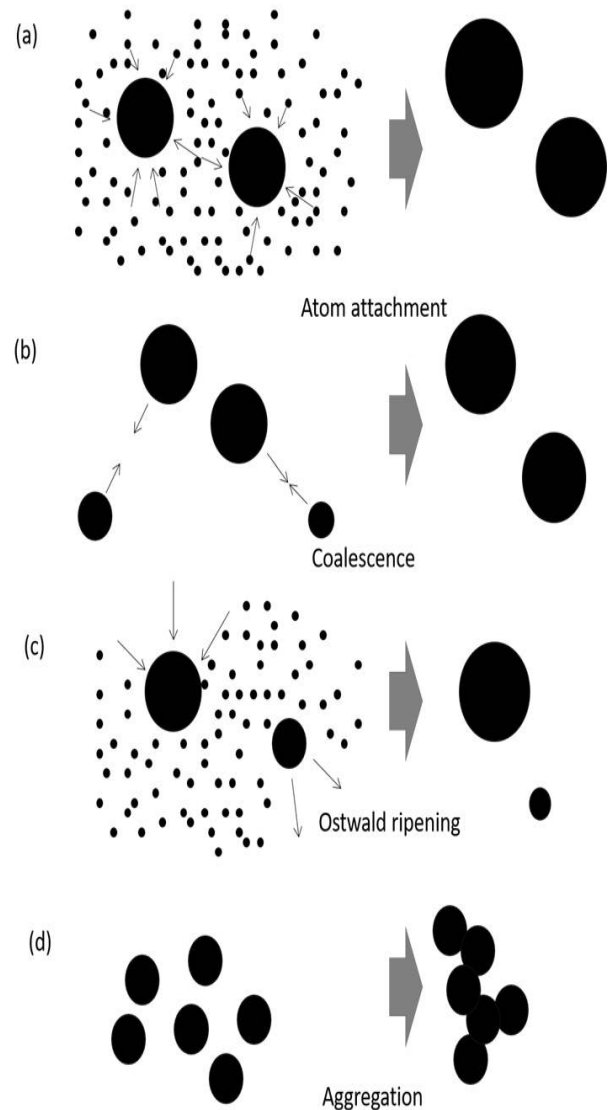 (a)
Atom attachment
(b)
Coalescence
(c)
Ostwald ripening
(d)
Aggregation